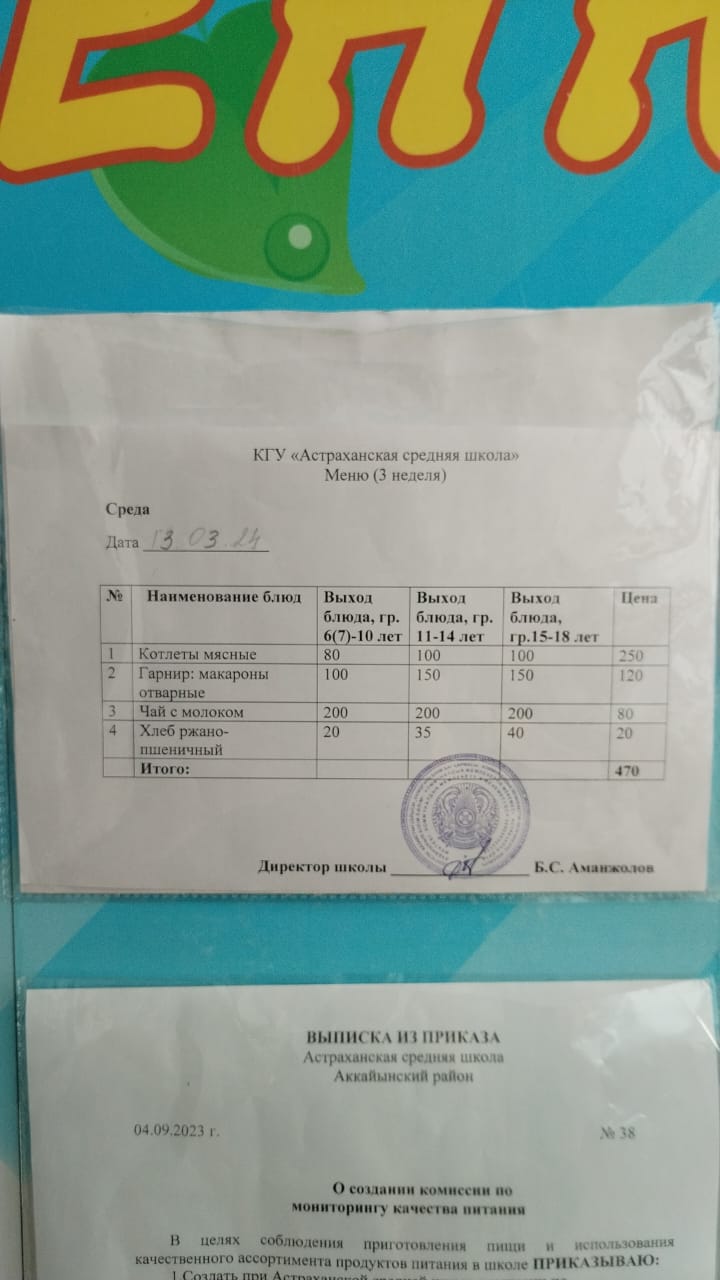 КГУ «Астраханская средняя школа»
Меню (3 неделя)
Среда
Дата 13.03.24
№ Наименование блюд Выход блюда, гр. 6(7)-10 лет Выход блюда, гр. 11-14 лет Выход блюда, гр.15-18 лет Цена
1 Котлеты мясные 80 100 100 250
2 Гарнир: макароны отварные 100 150 150 120
3 Чай с молоком 200 200 200 80
4 Хлеб ржано-пшеничный 20 35 40 20
Итого: 470
Директор школы Б.С. Аманжолов
ВЫПИСКА ИЗ ПРИКАЗА
Астраханская средняя школа
Аккайынский район
04.09.2023 г. № 38
О создании комиссии по
мониторингу качества питания
В целях соблюдения приготовления пищи и использования
качественного ассортимента продуктов питания в школе ПРИКАЗЫВАЮ:
1.Создать при